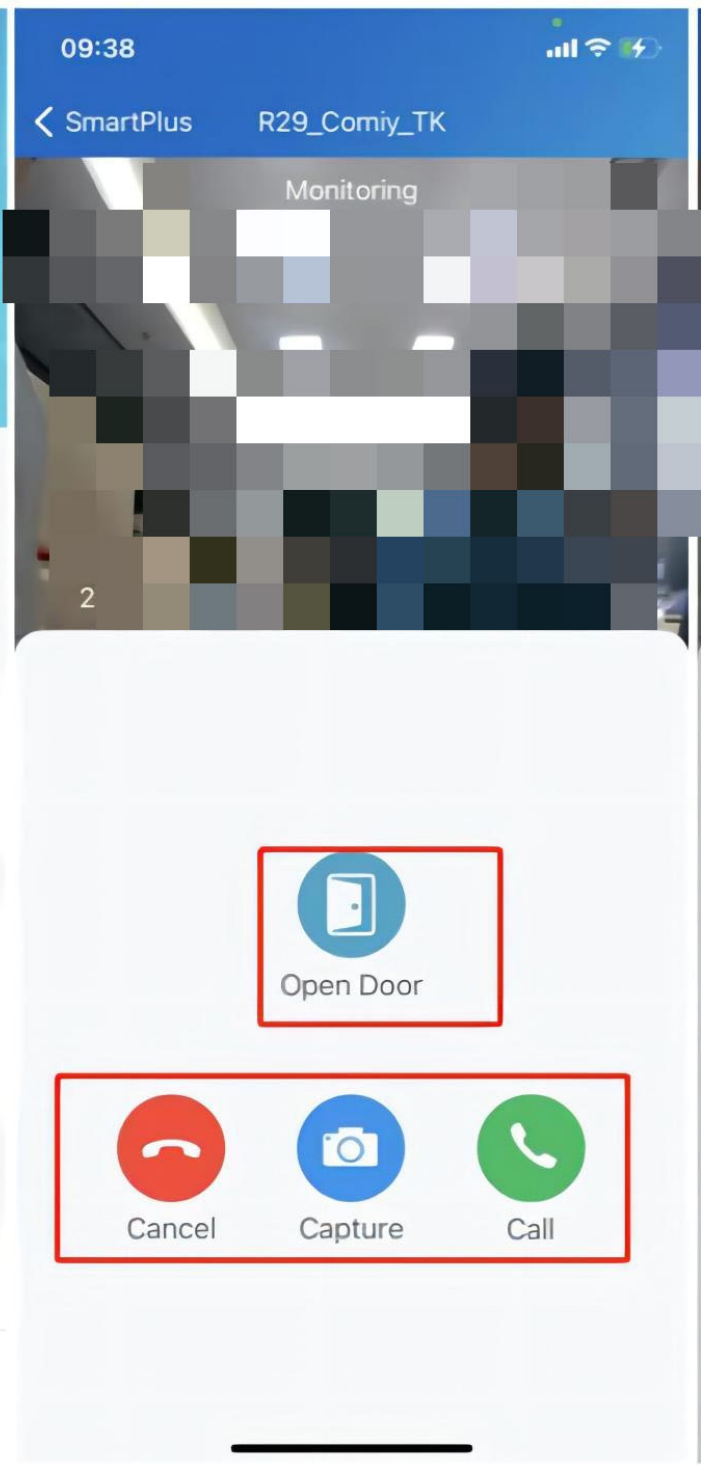 09:38
SmartPlus R29_Comiy_TK
Monitoring
2
Open Door
Cancel Capture Call